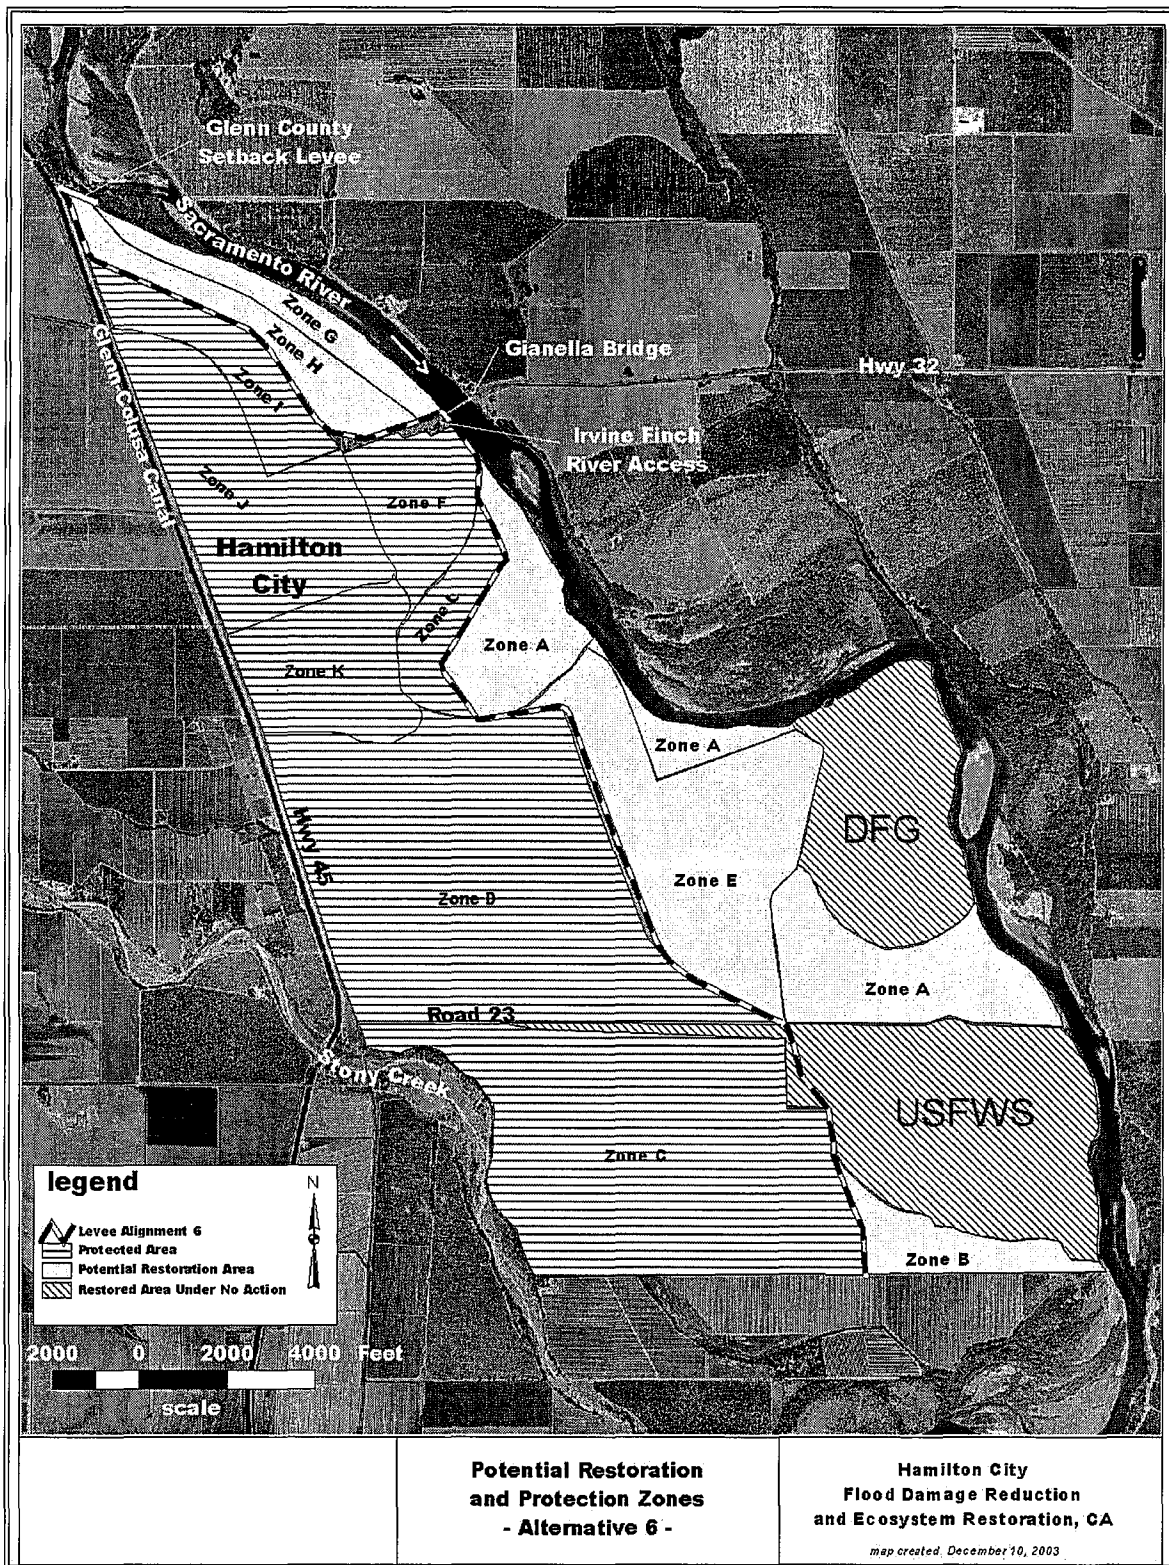 Glenn County
Setback Levee
Sacramento River
Zone G
Zone H
Gianella Bridge
Hwy 32
Glenn-Colusa Canal
Zone I
Irvine Finch
River Access
Zone J
Zone F
Hamilton
City
Zone L
Zone A
Zone K
Zone A
DFG
Hwy 45
Zone E
Zone D
Zone A
Road 23
Stony Creek
USFWS
Zone C
Zone B
legend
N
Levee Alignment 6
Protected Area
Potential Restoration Area
Restored Area Under No Action
2000 0 2000 4000 Feet
scale
Potential Restoration
and Protection Zones
- Alternative 6 -
Hamilton City
Flood Damage Reduction
and Ecosystem Restoration, CA
map created December 10, 2003